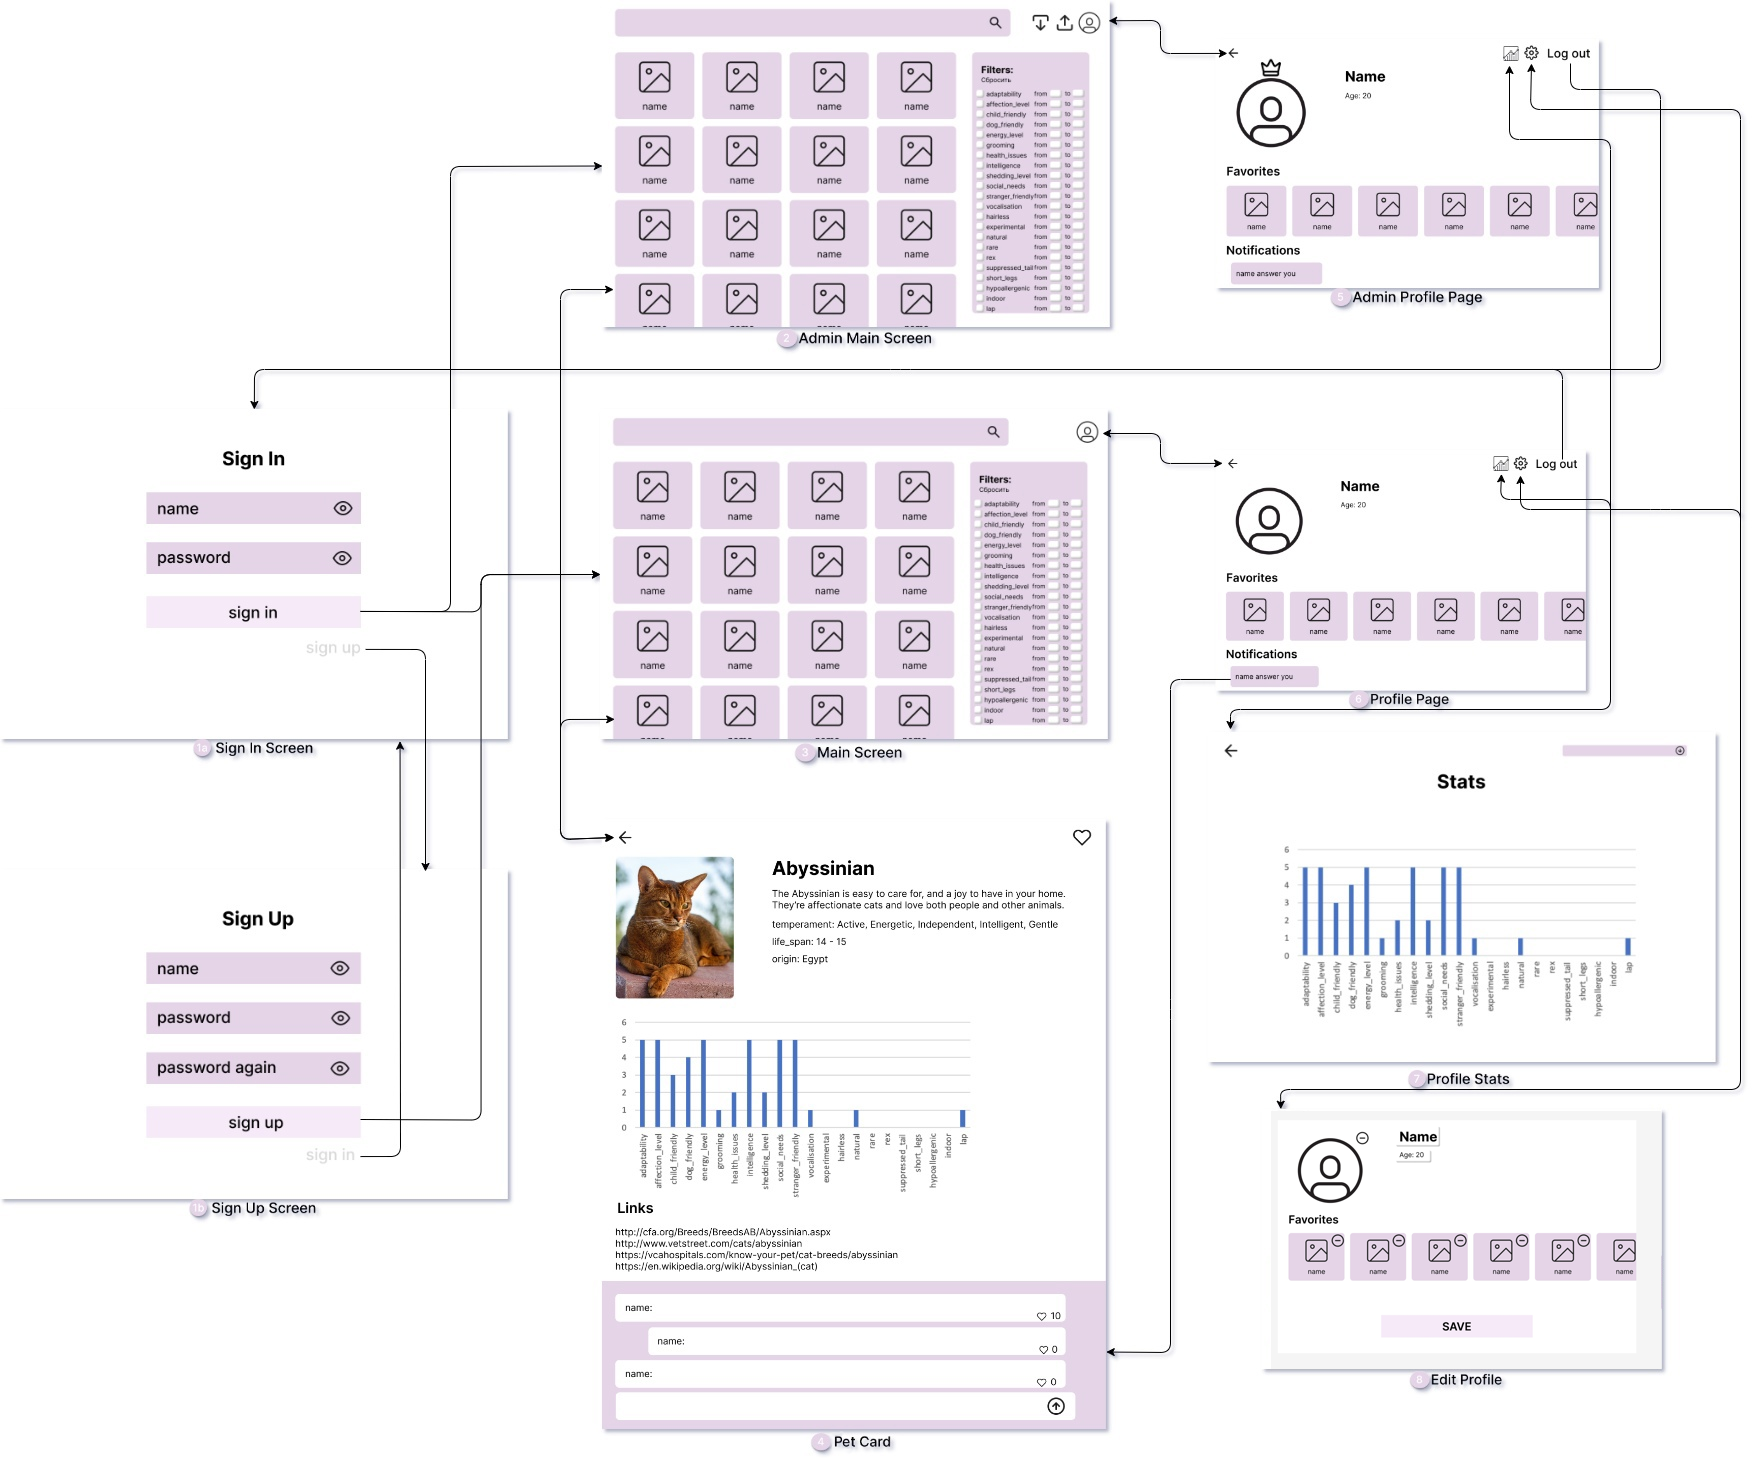 name
name
name
name
name
name
name
name
name
name
name
name
Filters:
Сбросить
adaptability from to
affection_level from to
child_friendly from to
dog_friendly from to
energy_level from to
grooming from to
health_issues from to
intelligence from to
shedding_level from to
social_needs from to
stranger_friendly from to
vocalisation from to
hairless from to
experimental from to
natural from to
rare from to
rex from to
suppressed_tail from to
short_legs from to
hypoallergenic from to
indoor from to
lap from to
2 Admin Main Screen
Log out
Name
Age: 20
Favorites
name
name
name
name
name
name
Notifications
name answer you
5 Admin Profile Page
Sign In
name
password
sign in
sign up
1a Sign In Screen
name
name
name
name
name
name
name
name
name
name
name
name
Filters:
Сбросить
adaptability from to
affection_level from to
child_friendly from to
dog_friendly from to
energy_level from to
grooming from to
health_issues from to
intelligence from to
shedding_level from to
social_needs from to
stranger_friendly from to
vocalisation from to
hairless from to
experimental from to
natural from to
rare from to
rex from to
suppressed_tail from to
short_legs from to
hypoallergenic from to
indoor from to
lap from to
3 Main Screen
Log out
Name
Age: 20
Favorites
name
name
name
name
name
name
Notifications
name answer you
6 Profile Page
Sign Up
name
password
password again
sign up
sign in
1b Sign Up Screen
Abyssinian
The Abyssinian is easy to care for, and a joy to have in your home.
They're affectionate cats and love both people and other animals.
temperament: Active, Energetic, Independent, Intelligent, Gentle
life_span: 14 - 15
origin: Egypt
6
5
4
3
2
1
0
adaptability
affection_level
child_friendly
dog_friendly
energy_level
grooming
health_issues
intelligence
shedding_level
social_needs
stranger_friendly
vocalisation
experimental
hairless
natural
rare
rex
suppressed_tail
short_legs
hypoallergenic
indoor
lap
Links
http://cfa.org/Breeds/BreedsAB/Abyssinian.aspx
http://www.vetstreet.com/cats/abyssinian
https://vcahospitals.com/know-your-pet/cat-breeds/abyssinian
https://en.wikipedia.org/wiki/Abyssinian_(cat)
name:
10
name:
0
name:
0
4 Pet Card
Stats
6
5
4
3
2
1
0
adaptability
affection_level
child_friendly
dog_friendly
energy_level
grooming
health_issues
intelligence
shedding_level
social_needs
stranger_friendly
vocalisation
experimental
hairless
natural
rare
rex
suppressed_tail
short_legs
hypoallergenic
indoor
lap
7 Profile Stats
Name
Age: 20
Favorites
name
name
name
name
name
name
SAVE
8 Edit Profile